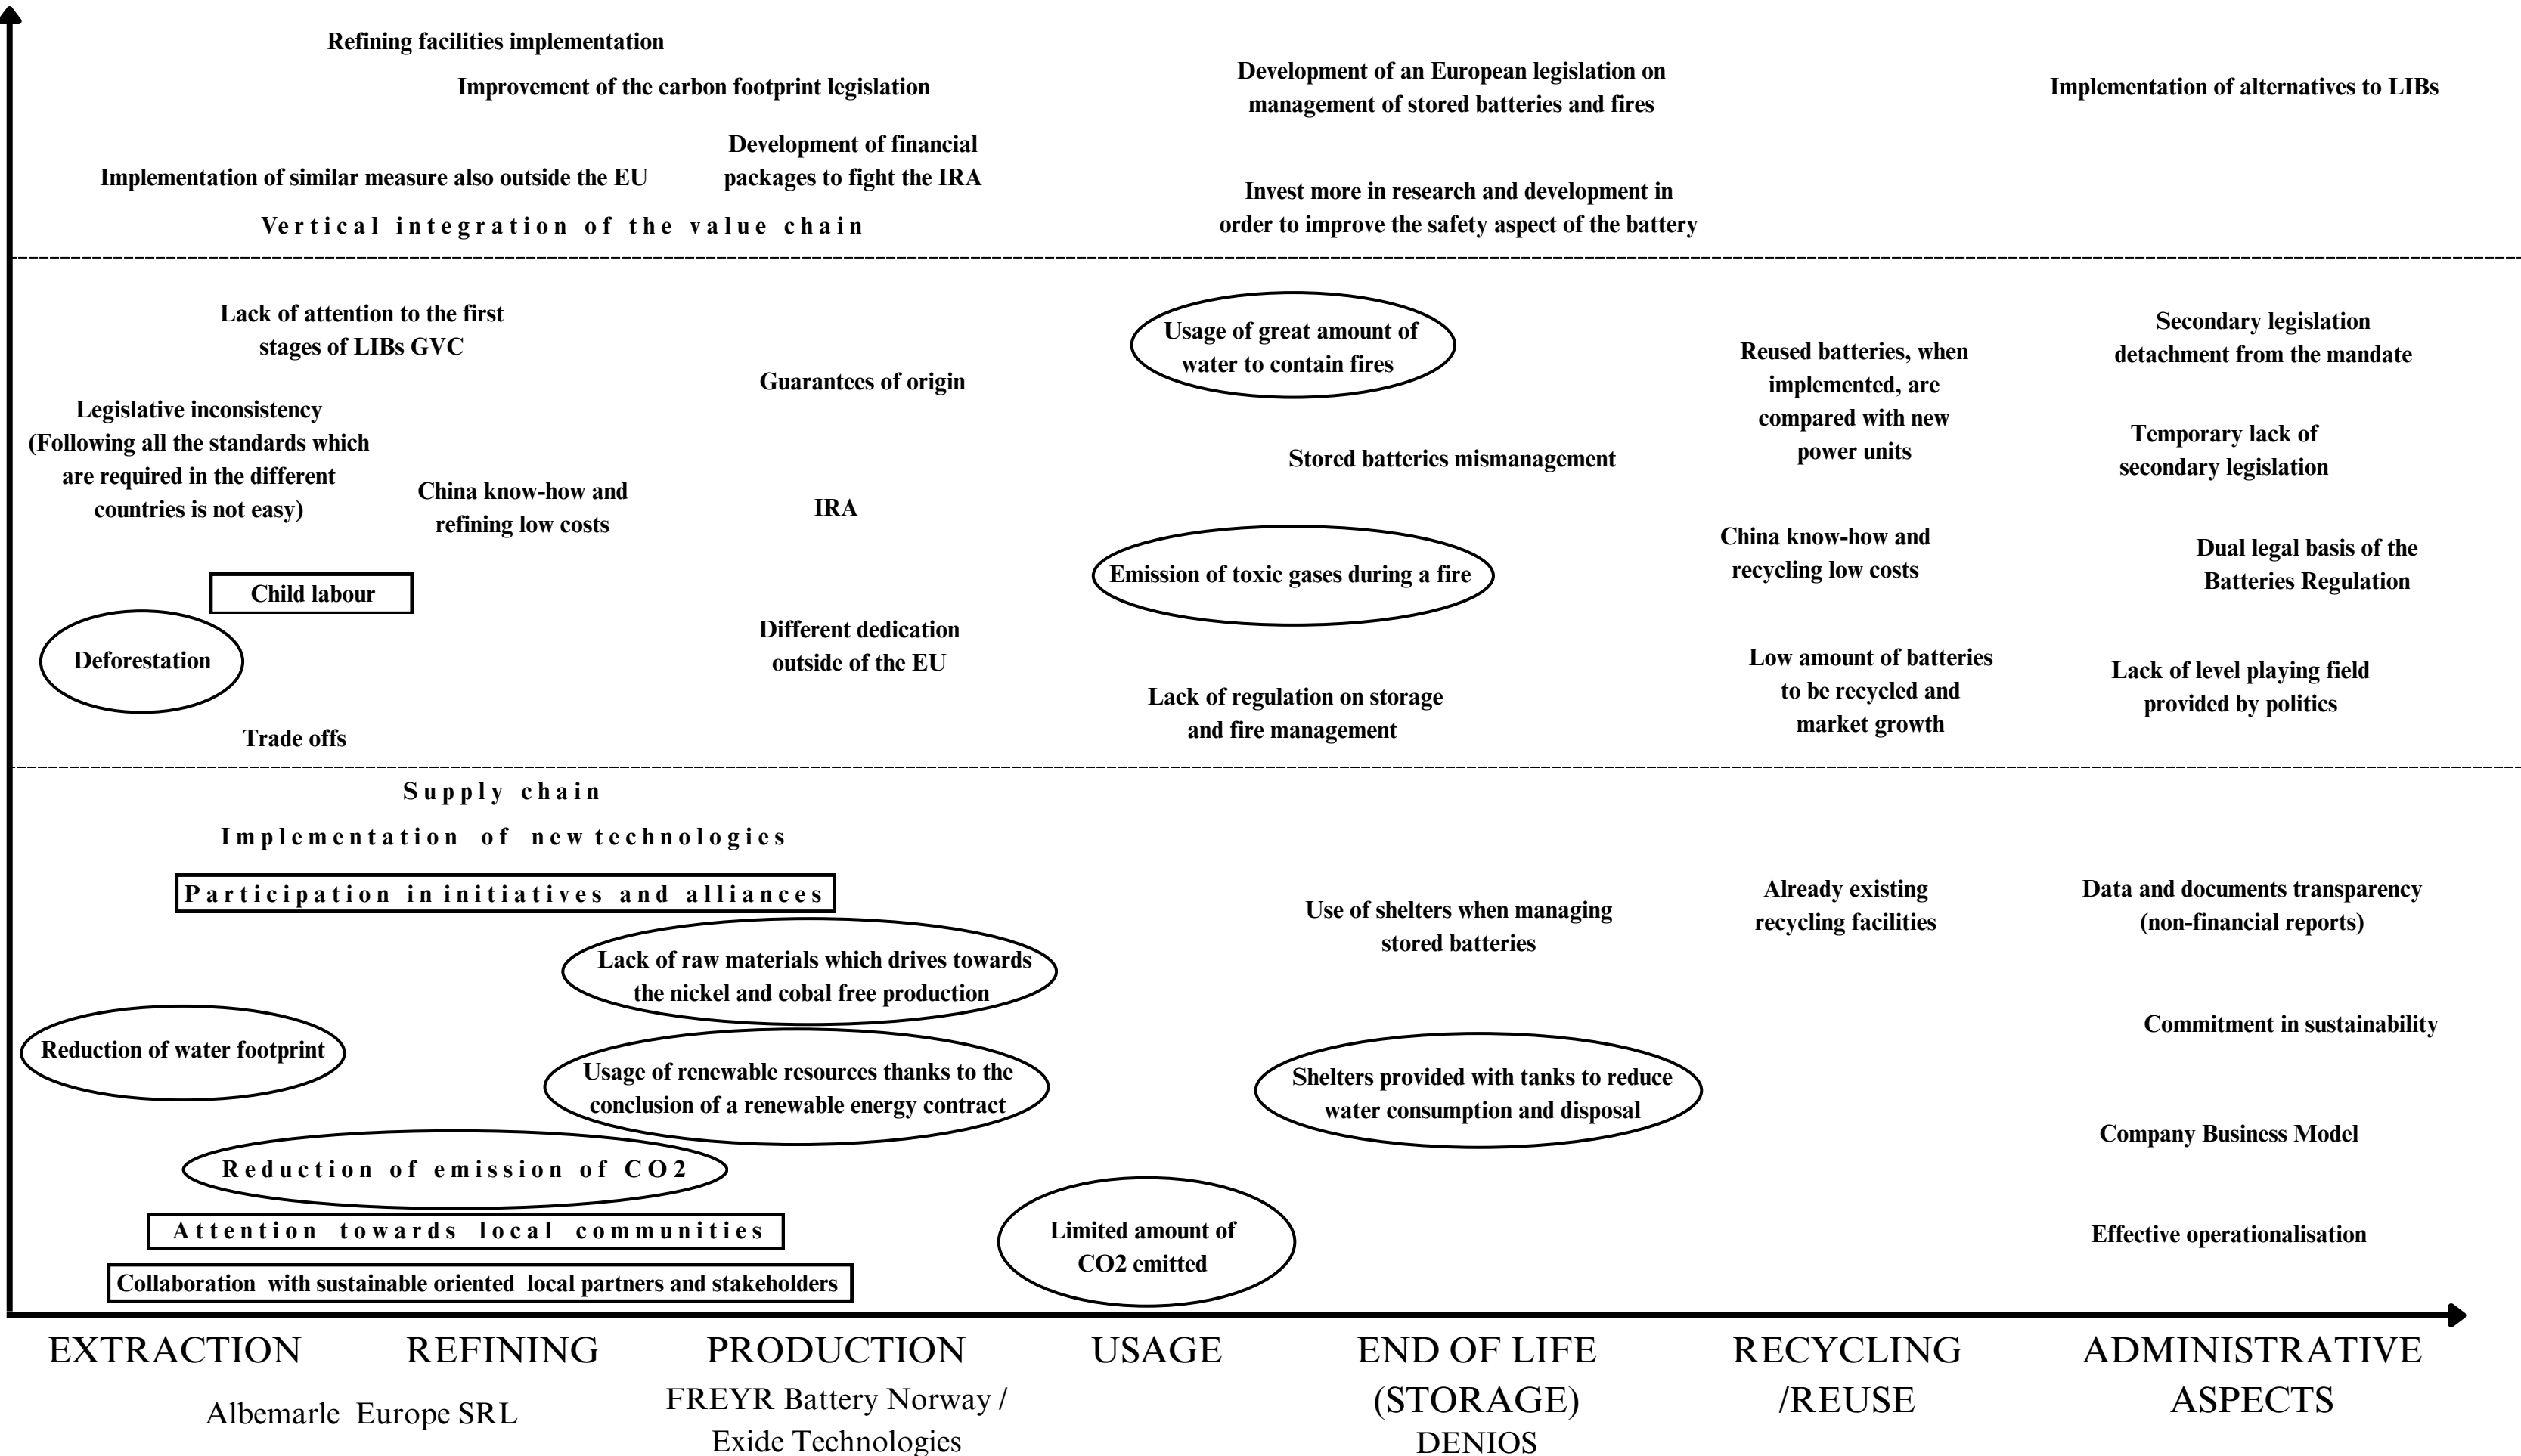 Refining facilities implementation
Improvement of the carbon footprint legislation
Development of an European legislation on
management of stored batteries and fires
Implementation of alternatives to LIBs
Development of financial
packages to fight the IRA
Implementation of similar measure also outside the EU
Invest more in research and development in
order to improve the safety aspect of the battery
Vertical integration of the value chain
Lack of attention to the first
stages of LIBs GVC
Legislative inconsistency
(Following all the standards which
are required in the different
countries is not easy)
China know-how and
refining low costs
Child labour
Deforestation
Trade offs
Guarantees of origin
IRA
Different dedication
outside of the EU
Usage of great amount of
water to contain fires
Stored batteries mismanagement
Emission of toxic gases during a fire
Lack of regulation on storage
and fire management
Reused batteries, when
implemented, are
compared with new
power units
China know-how and
recycling low costs
Low amount of batteries
to be recycled and
market growth
Secondary legislation
detachment from the mandate
Temporary lack of
secondary legislation
Dual legal basis of the
Batteries Regulation
Lack of level playing field
provided by politics
Supply chain
Implementation of new technologies
Participation in initiatives and alliances
Lack of raw materials which drives towards
the nickel and cobal free production
Reduction of water footprint
Usage of renewable resources thanks to the
conclusion of a renewable energy contract
Reduction of emission of CO2
Attention towards local communities
Collaboration with sustainable oriented local partners and stakeholders
Limited amount of
CO2 emitted
Use of shelters when managing
stored batteries
Shelters provided with tanks to reduce
water consumption and disposal
Already existing
recycling facilities
Data and documents transparency
(non-financial reports)
Commitment in sustainability
Company Business Model
Effective operationalisation
EXTRACTION
REFINING
Albemarle Europe SRL
PRODUCTION
FREYR Battery Norway /
Exide Technologies
USAGE
END OF LIFE
(STORAGE)
DENIOS
RECYCLING
/REUSE
ADMINISTRATIVE
ASPECTS